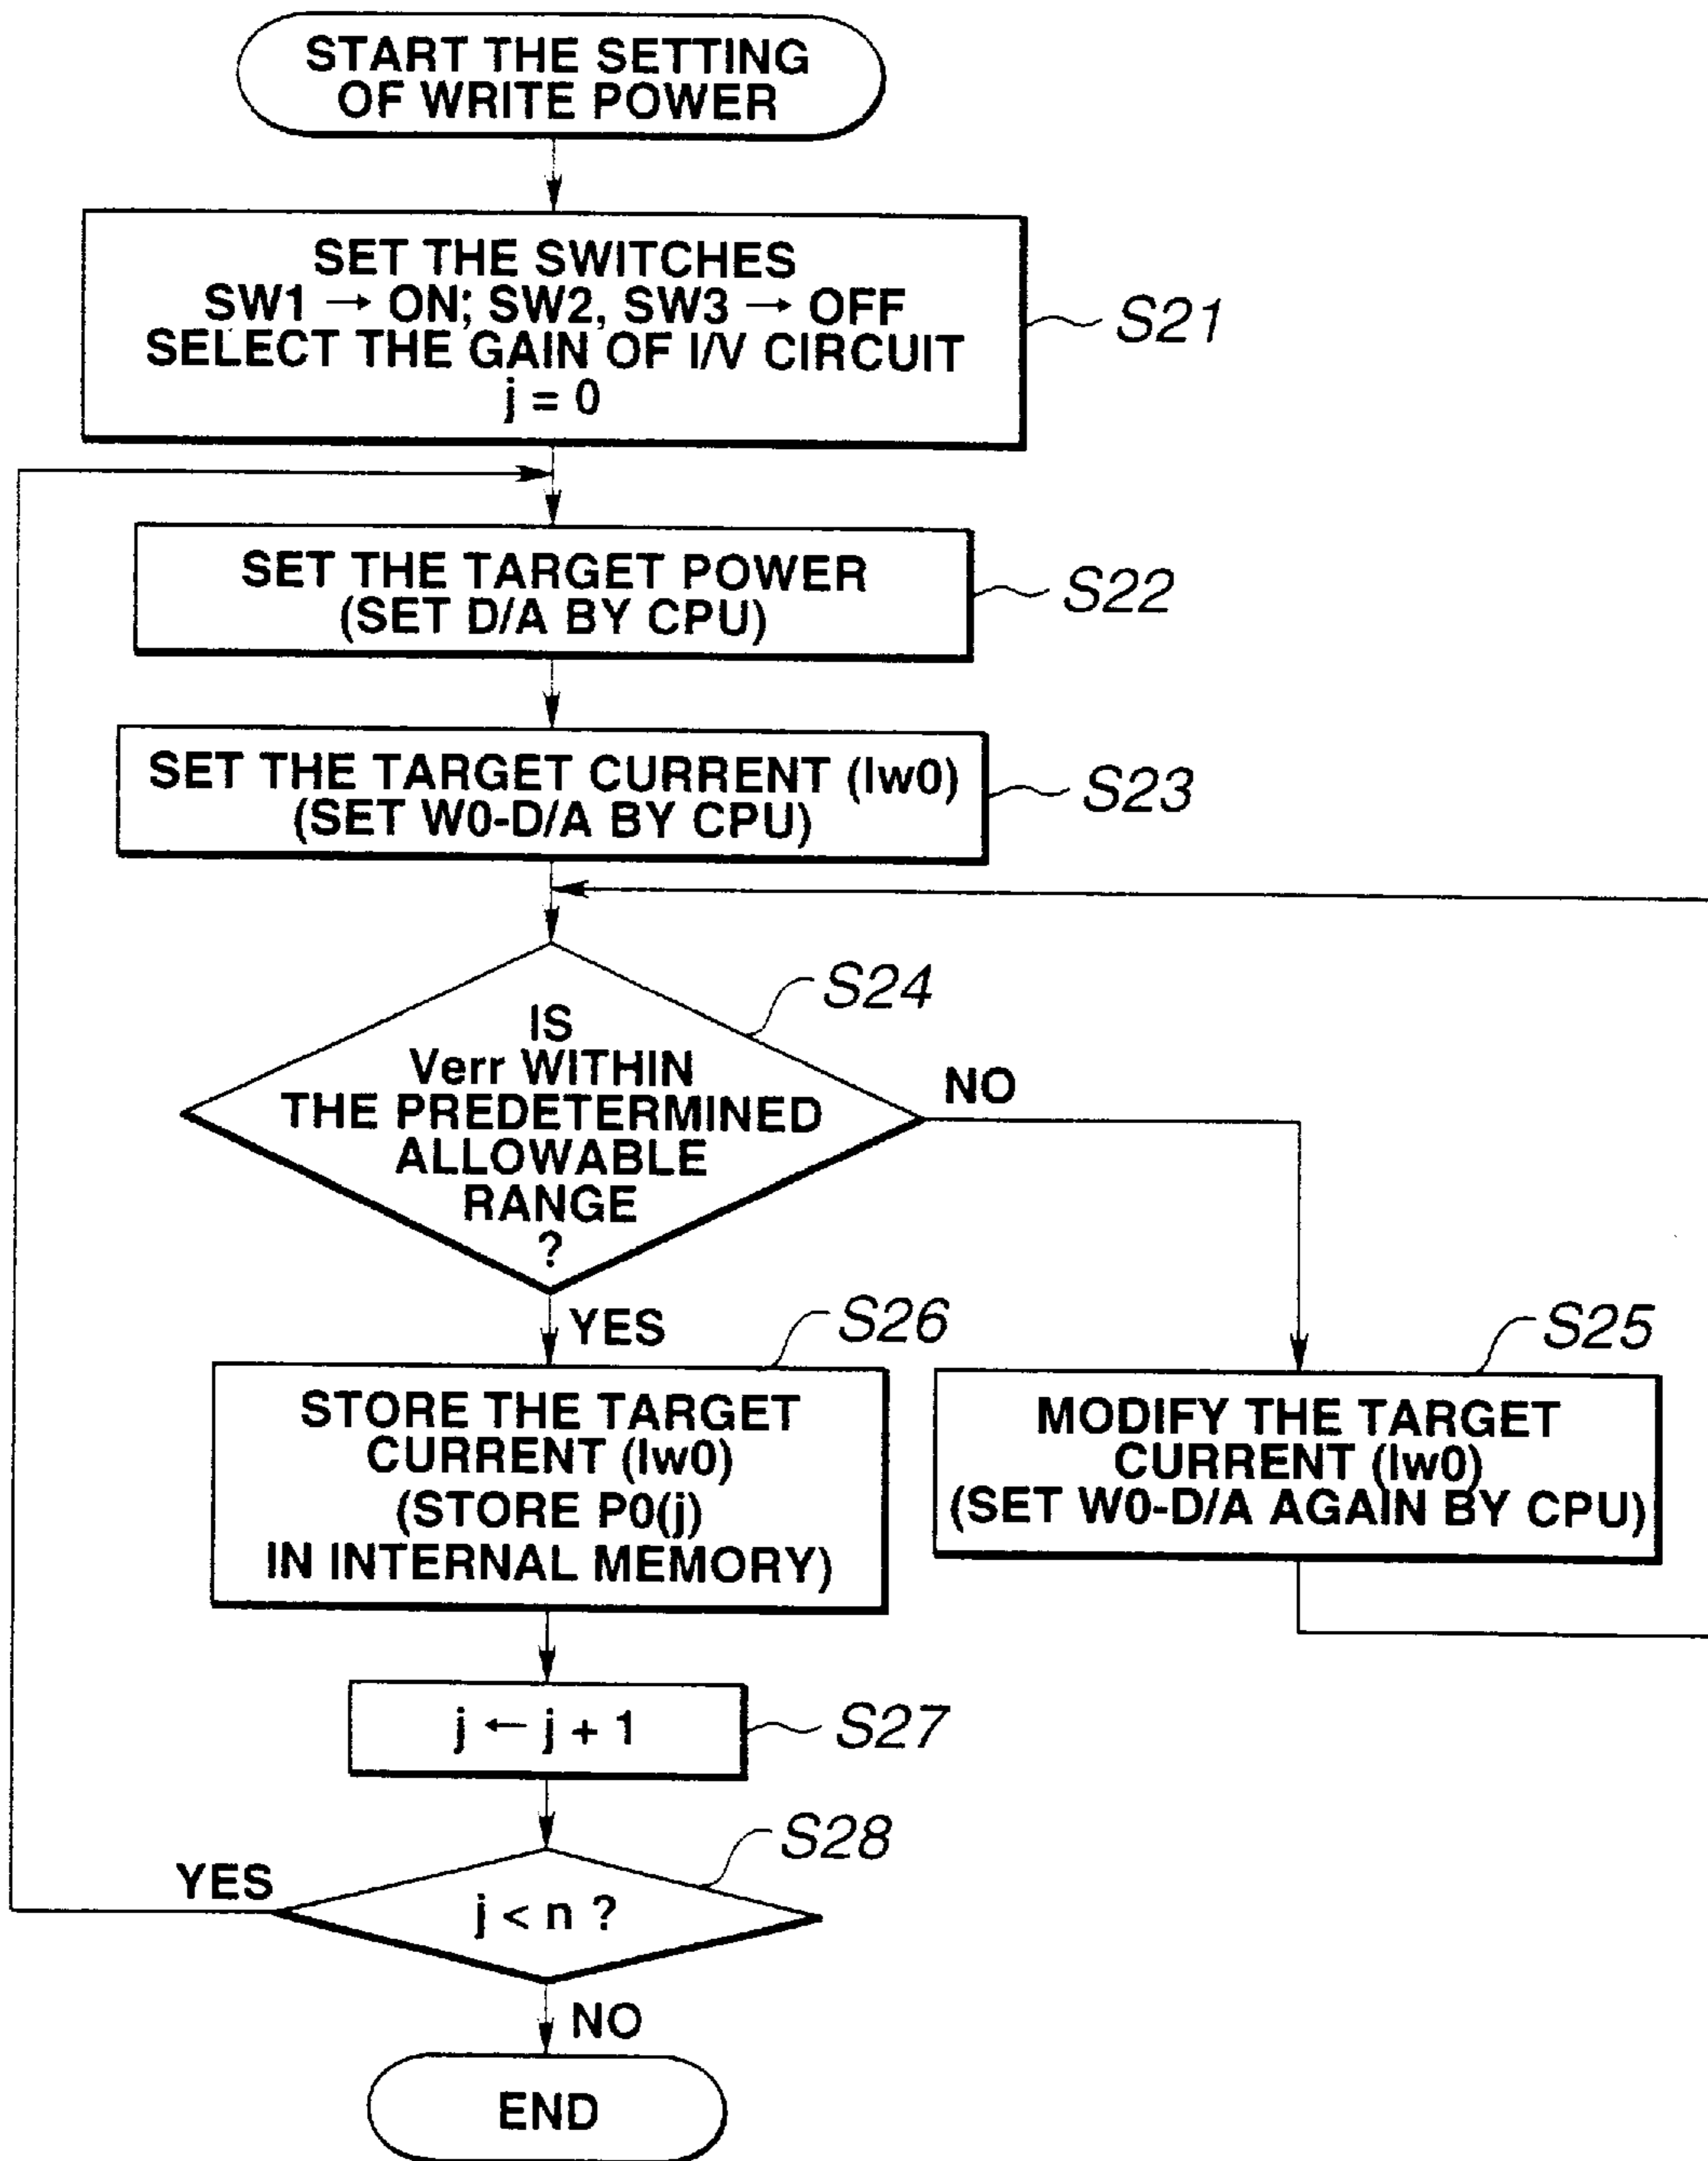 START THE SETTING
OF WRITE POWER
SET THE SWITCHES
SW1 → ON; SW2, SW3 → OFF
SELECT THE GAIN OF I/V CIRCUIT
j = 0
S21
SET THE TARGET POWER
(SET D/A BY CPU)
S22
SET THE TARGET CURRENT (Iw0)
(SET W0-D/A BY CPU)
S23
S24
IS
Verr WITHIN
THE PREDETERMINED
ALLOWABLE
RANGE
?
NO
YES
S26
STORE THE TARGET
CURRENT (Iw0)
(STORE P0(j)
IN INTERNAL MEMORY)
S25
MODIFY THE TARGET
CURRENT (Iw0)
(SET W0-D/A AGAIN BY CPU)
j ← j + 1
S27
S28
YES
j < n ?
NO
END